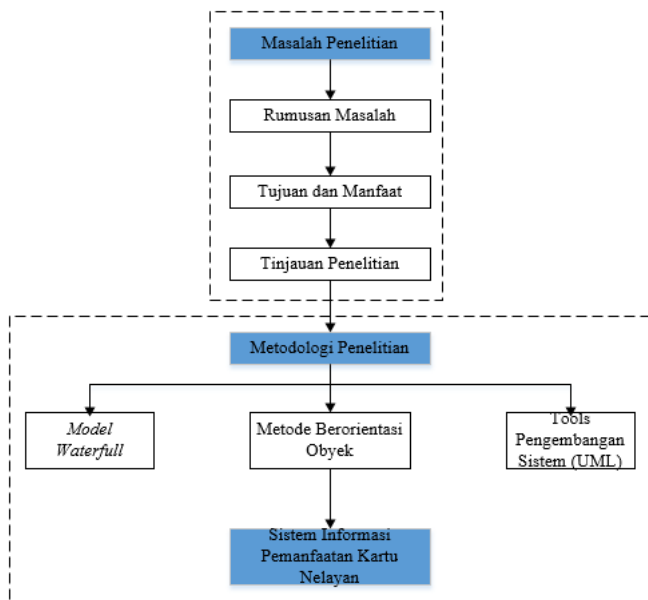 Masalah Penelitian
Rumusan Masalah
Tujuan dan Manfaat
Tinjauan Penelitian
Metodologi Penelitian
Model
Waterfull
Metode Berorientasi
Obyek
Tools
Pengembangan
Sistem (UML)
Sistem Informasi
Pemanfaatan Kartu
Nelayan